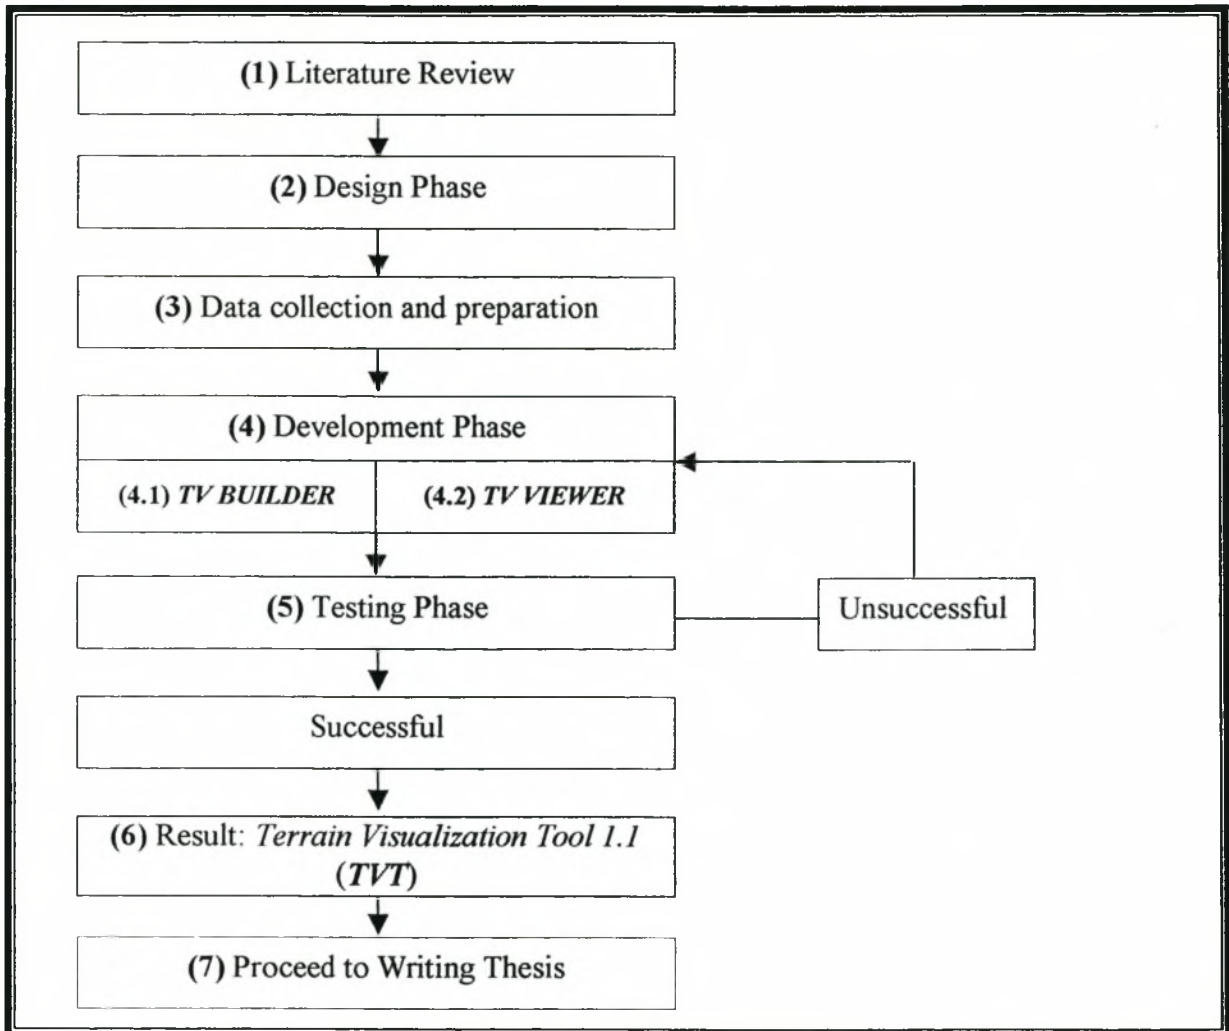 (1) Literature Review
(2) Design Phase
(3) Data collection and preparation
(4) Development Phase
(4.1) TV BUILDER
(4.2) TV VIEWER
(5) Testing Phase
Unsuccessful
Successful
(6) Result: Terrain Visualization Tool 1.1
(TVT)
(7) Proceed to Writing Thesis